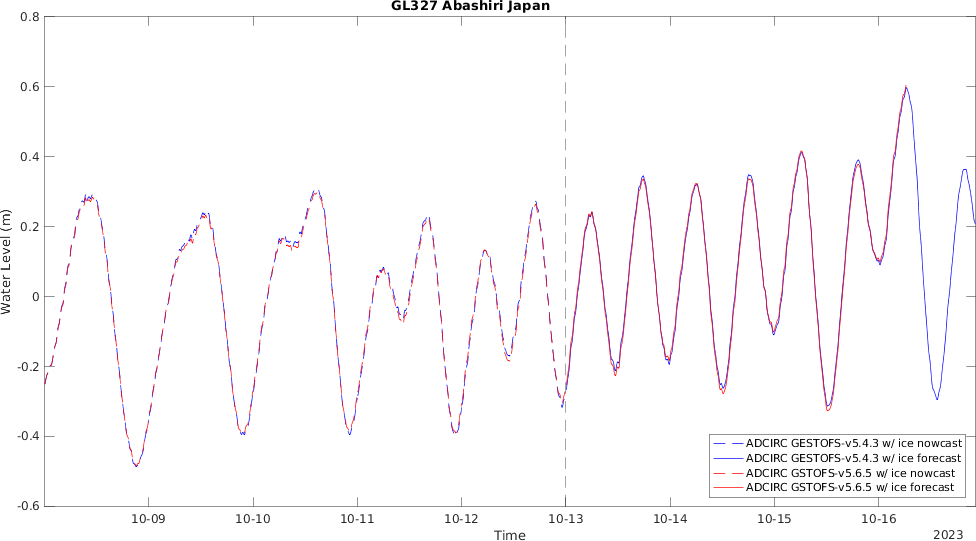 GL327 Abashiri Japan
0.8
0.6
0.4
0.2
0
-0.2
-0.4
-0.6
Water Level (m)
ADCIRC GESTOFS-v5.4.3 w/ ice nowcast
ADCIRC GESTOFS-v5.4.3 w/ ice forecast
ADCIRC GSTOFS-v5.6.5 w/ ice nowcast
ADCIRC GSTOFS-v5.6.5 w/ ice forecast
10-09 10-10 10-11 10-12 10-13 10-14 10-15 10-16
Time
2023